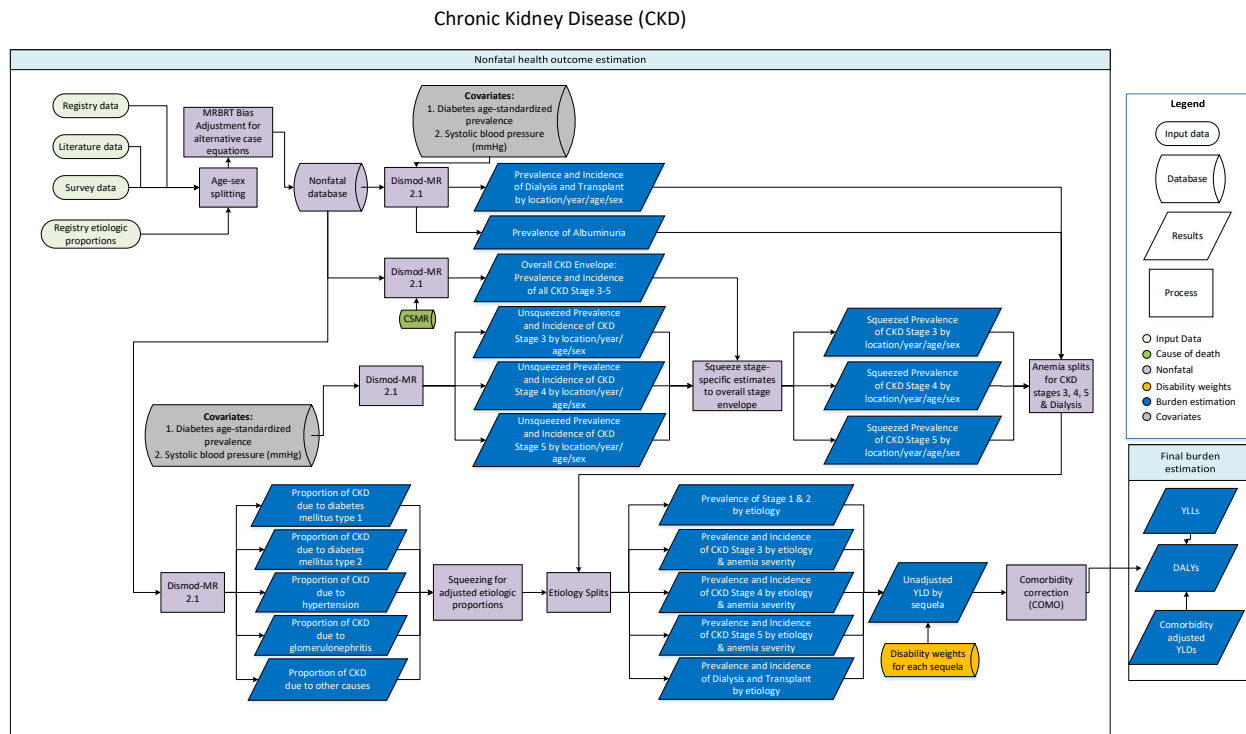 Chronic Kidney Disease (CKD)
Nonfatal health outcome estimation
Registry data
Literature data
Survey data
Registry etiologic
proportions
MRBRT Bias
Adjustment for
alternative case
equations
Age-sex
splitting
Nonfatal
database
Covariates:
1. Diabetes age-standardized
prevalence
2. Systolic blood pressure
(mmHg)
Dismod-MR
2.1
Prevalence and Incidence
of Dialysis and Transplant
by location/year/age/sex
Prevalence of Albuminuria
Dismod-MR
2.1
CSMR
Overall CKD Envelope:
Prevalence and Incidence
of all CKD Stage 3-5
Covariates:
1. Diabetes age-standardized
prevalence
2. Systolic blood pressure (mmHg)
Dismod-MR
2.1
Unsqueezed Prevalence
and Incidence of CKD
Stage 3 by location/year/
age/sex
Unsqueezed Prevalence
and Incidence of CKD
Stage 4 by location/year/
age/sex
Unsqueezed Prevalence
and Incidence of CKD
Stage 5 by location/year/
age/sex
Squeeze stage-
specific estimates
to overall stage
envelope
Squeezed Prevalence
of CKD Stage 3 by
location/year/age/sex
Squeezed Prevalence
of CKD Stage 4 by
location/year/age/sex
Squeezed Prevalence
of CKD Stage 5 by
location/year/age/sex
Anemia splits
for CKD
stages 3, 4, 5
& Dialysis
Dismod-MR
2.1
Proportion of CKD
due to diabetes
mellitus type 1
Proportion of CKD
due to diabetes
mellitus type 2
Proportion of CKD
due to
hypertension
Proportion of CKD
due to
glomerulonephritis
Proportion of CKD
due to other causes
Squeezing for
adjusted etiologic
proportions
Etiology Splits
Prevalence of Stage 1 & 2
by etiology
Prevalence and Incidence
of CKD Stage 3 by etiology
& anemia severity
Prevalence and Incidence
of CKD Stage 4 by etiology
& anemia severity
Prevalence and Incidence
of CKD Stage 5 by etiology
& anemia severity
Prevalence and Incidence
of Dialysis and Transplant
by etiology
Unadjusted
YLD by
sequela
Disability weights
for each sequela
Comorbidity
correction
(COMO)
Legend
Input data
Database
Results
Process
Input Data
Cause of death
Nonfatal
Disability weights
Burden estimation
Covariates
Final burden
estimation
YLLs
DALYs
Comorbidity
adjusted
YLDs